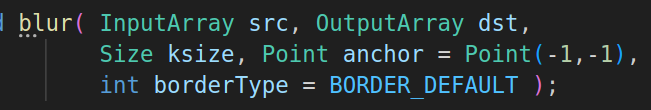 blur( InputArray src, OutputArray dst,
Size ksize, Point anchor = Point(-1,-1),
int borderType = BORDER_DEFAULT );